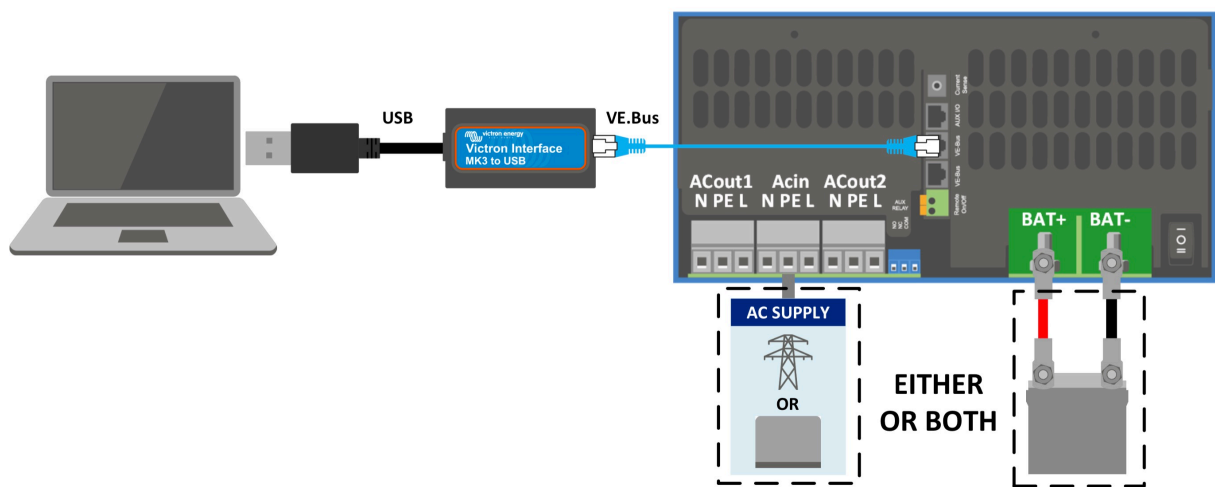 USB
victron energy
Victron Interface
MK3 to USB
VE.Bus
Current
Sense
AUX I/O
VE-Bus
VE-Bus
Remote
On/Off
ACout1
N PE L
Acin
N PE L
ACout2
N PE L
AUX
RELAY
NO
NC
COM
BAT+
BAT-
I
O
II
AC SUPPLY
OR
EITHER
OR BOTH